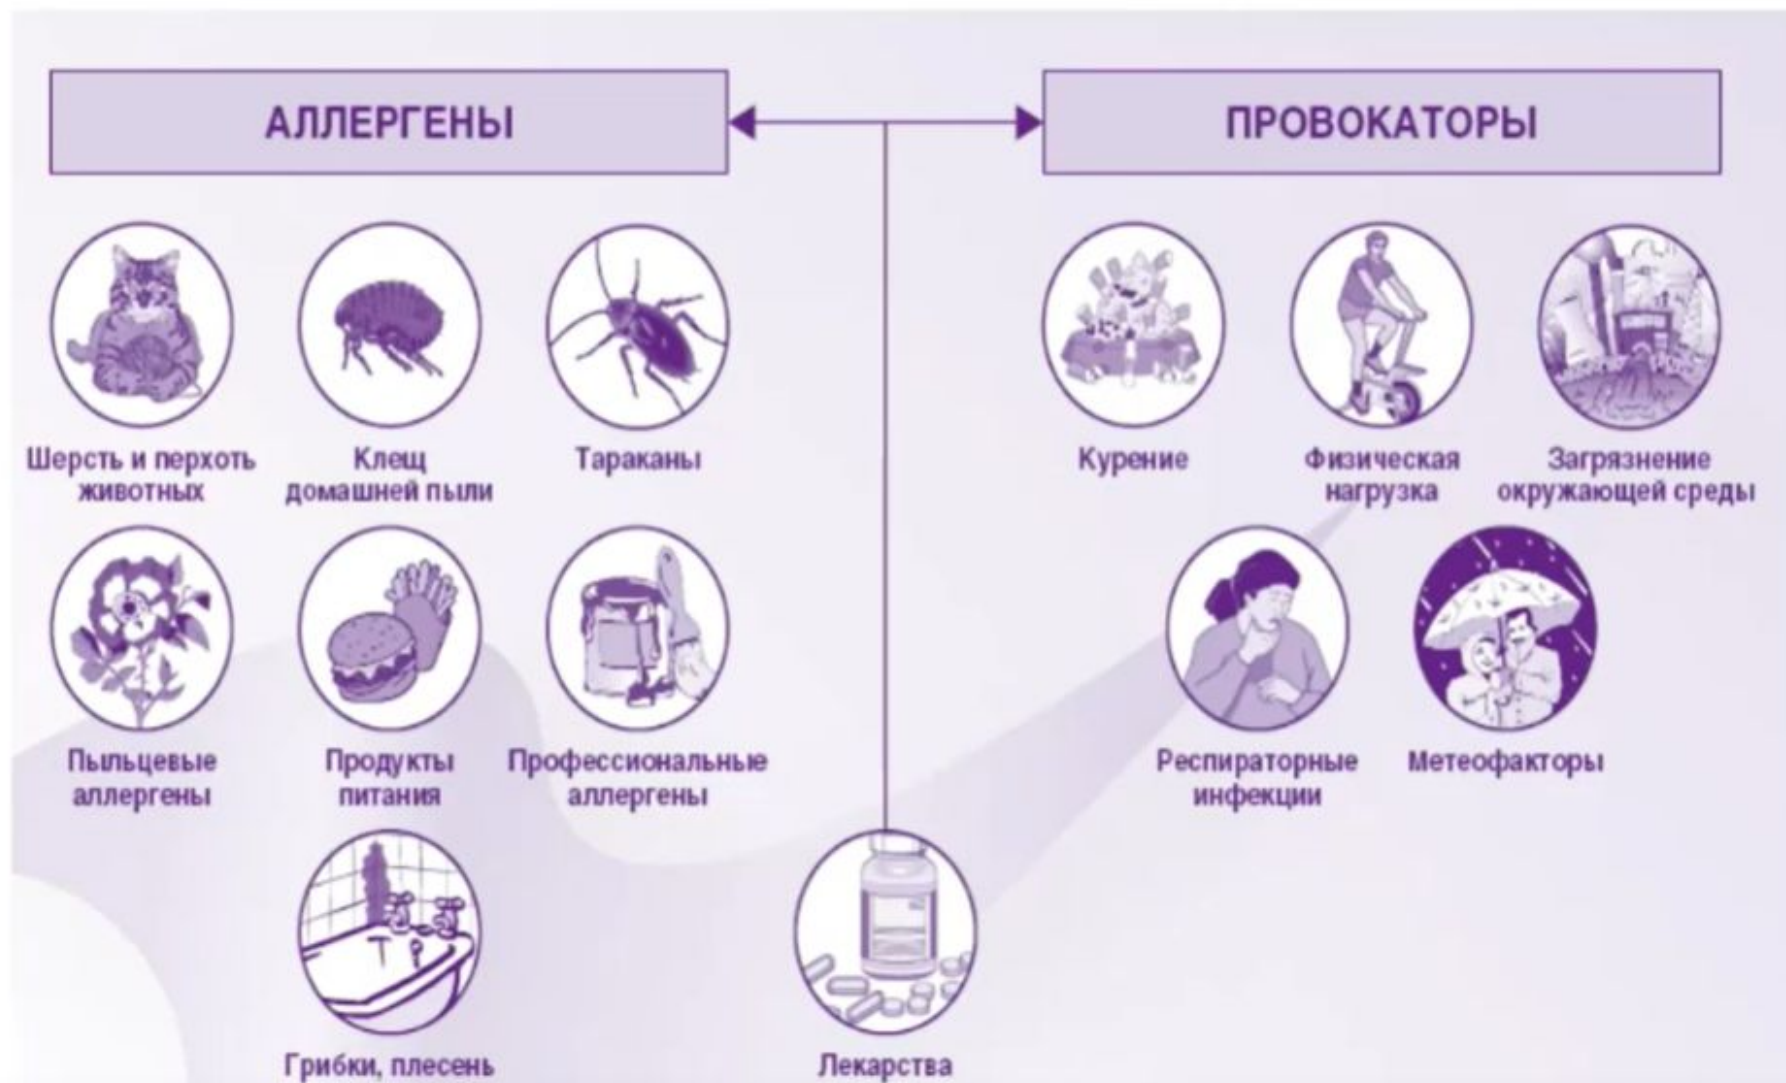 АЛЛЕРГЕНЫ
ПРОВОКАТОРЫ
Шерсть и перхоть
животных
Клещ
домашней пыли
Тараканы
Курение
Физическая
нагрузка
Загрязнение
окружающей среды
Пыльцевые
аллергены
Продукты
питания
Профессиональные
аллергены
Респираторные
инфекции
Метеофакторы
Грибки, плесень
Лекарства